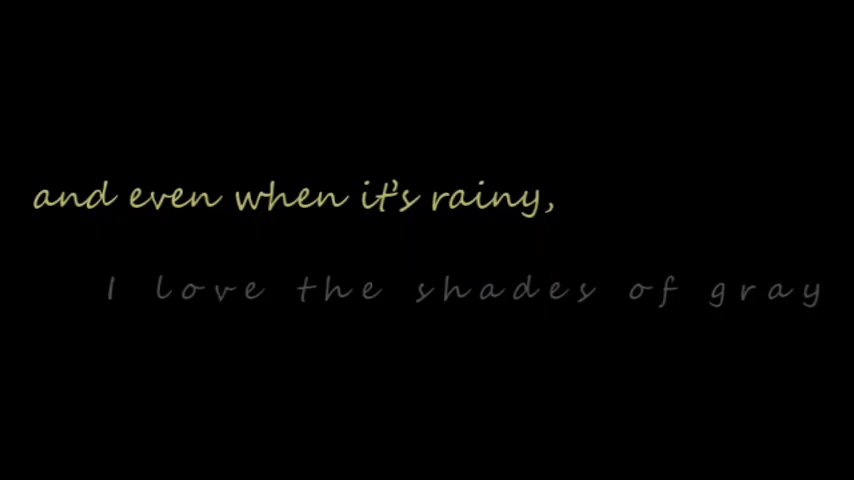 and even when it's rainy,
I love the shades of gray